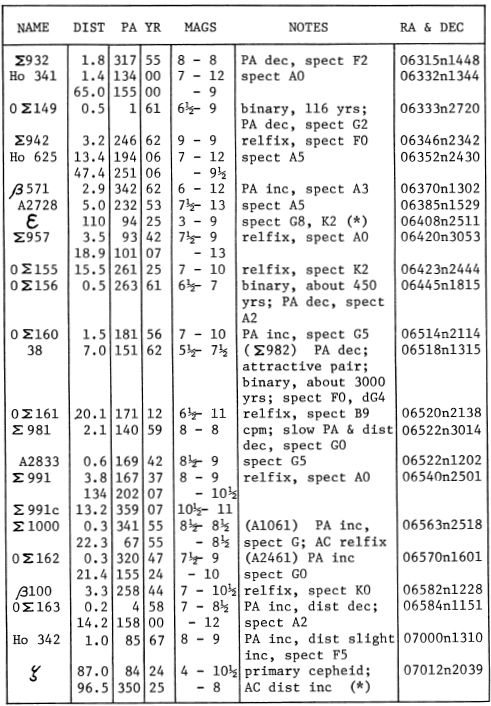 NAME DIST PA YR MAGS NOTES RA & DEC
Σ932 1.8 317 55 8 - 8 PA dec, spect F2 06315n1448
Ho 341 1.4 134 00 7 - 12 spect A0 06332n1344
65.0 155 00 - 9
0Σ149 0.5 1 61 6½- 9 binary, 116 yrs; 06333n2720
PA dec, spect G2
Σ942 3.2 246 62 9 - 9 relfix, spect F0 06346n2342
Ho 625 13.4 194 06 7 - 12 spect A5 06352n2430
47.4 251 06 - 9½
β571 2.9 342 62 6 - 12 PA inc, spect A3 06370n1302
A2728 5.0 232 53 7½- 13 spect A5 06385n1529
ε 110 94 25 3 - 9 spect G8, K2 (*) 06408n2511
Σ957 3.5 93 42 7½- 9 relfix, spect A0 06420n3053
18.9 101 07 - 13
0Σ155 15.5 261 25 7 - 10 relfix, spect K2 06423n2444
0Σ156 0.5 263 61 6½- 7 binary, about 450 06445n1815
yrs; PA dec, spect
A2
0Σ160 1.5 181 56 7 - 10 PA inc, spect G5 06514n2114
38 7.0 151 62 5½- 7½ (Σ982) PA dec; 06518n1315
attractive pair;
binary, about 3000
yrs; spect F0, dG4
0Σ161 20.1 171 12 6½- 11 relfix, spect B9 06520n2138
Σ981 2.1 140 59 8 - 8 cpm; slow PA & dist 06522n3014
dec, spect G0
A2833 0.6 169 42 8½- 9 spect G5 06522n1202
Σ991 3.8 167 37 8 - 9 relfix, spect A0 06540n2501
134 202 07 - 10½
Σ991c 13.2 359 07 10½- 11
Σ1000 0.3 341 55 8½- 8½ (A1061) PA inc, 06563n2518
22.3 67 55 - 8½ spect G; AC relfix
0Σ162 0.3 320 47 7½- 9 (A2461) PA inc 06570n1601
21.4 155 24 - 10 spect G0
β100 3.3 258 44 7 - 10½ relfix, spect K0 06582n1228
0Σ163 0.2 4 58 7 - 8½ PA inc, dist dec; 06584n1151
14.2 158 00 - 12 spect A2
Ho 342 1.0 85 67 8 - 9 PA inc, dist slight 07000n1310
inc, spect F5
ζ 87.0 84 24 4 - 10½ primary cepheid; 07012n2039
96.5 350 25 - 8 AC dist inc (*)